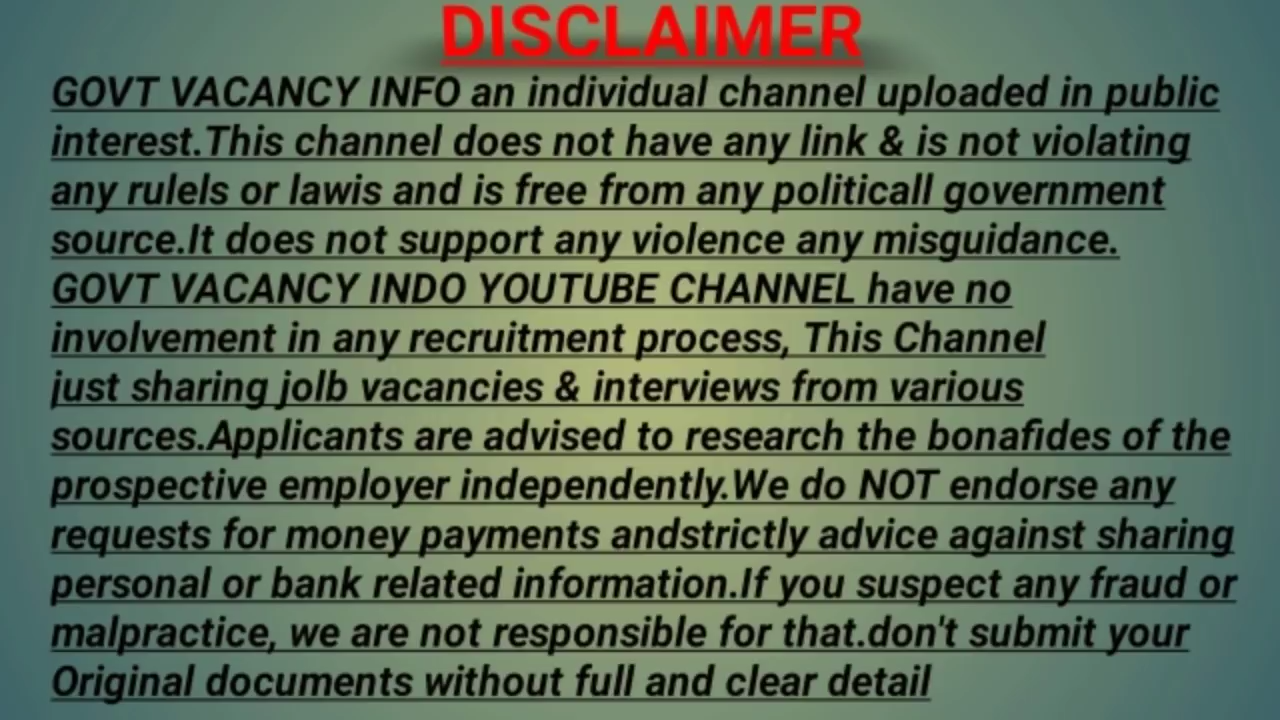 DISCLAIMER
GOVT VACANCY INFO an individual channel uploaded in public
interest.This channel does not have any link & is not violating
any rulels or lawis and is free from any politicall government
source.It does not support any violence any misguidance.
GOVT VACANCY INDO YOUTUBE CHANNEL have no
involvement in any recruitment process, This Channel
just sharing jolb vacancies & interviews from various
sources.Applicants are advised to research the bonafides of the
prospective employer independently.We do NOT endorse any
requests for money payments andstrictly advice against sharing
personal or bank related information.If you suspect any fraud or
malpractice, we are not responsible for that.don't submit your
Original documents without full and clear detail